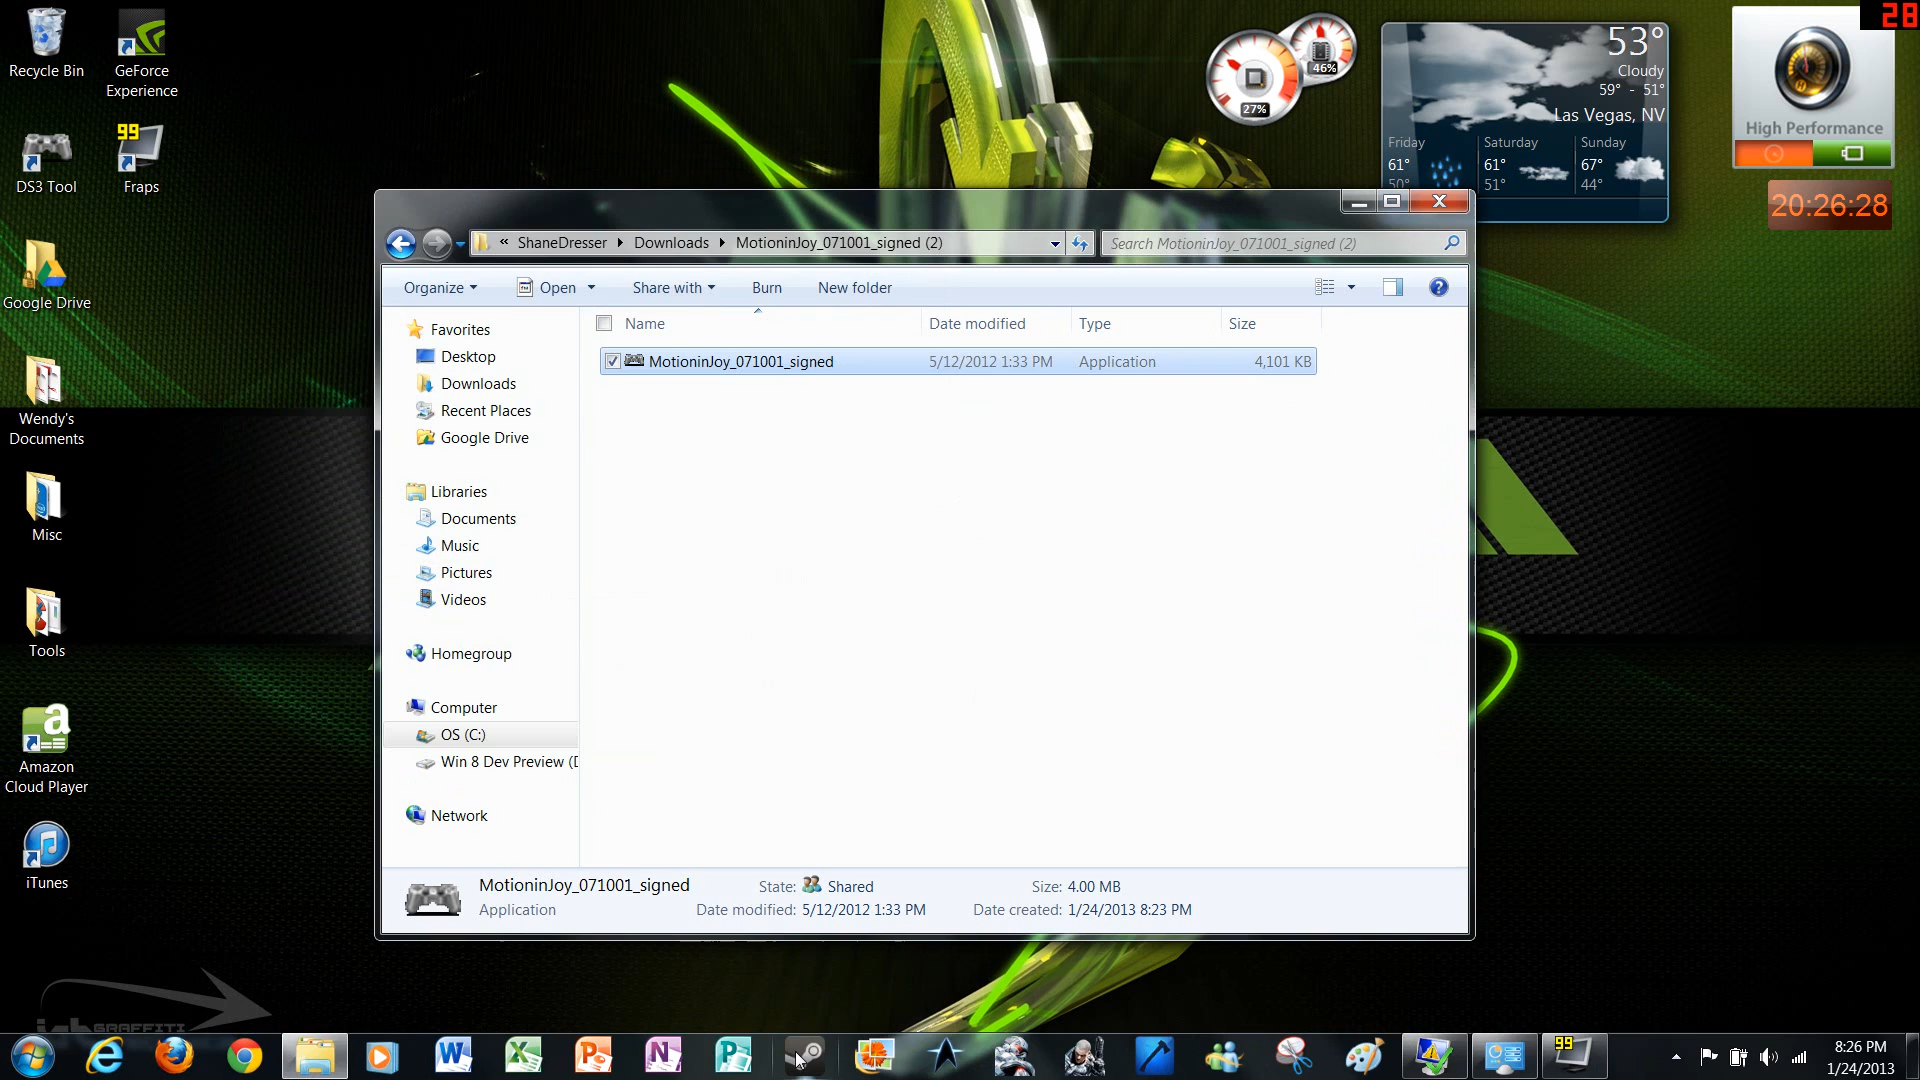 Recycle Bin
GeForce Experience
DS3 Tool
99
Fraps
Google Drive
Wendy's Documents
Misc
Tools
Amazon Cloud Player
iTunes
GRAFFITI
46%
27%
53°
Cloudy
59° - 51°
Las Vegas, NV
Friday Saturday Sunday
61° 61° 67°
50° 51° 44°
28
High Performance
20:26:28
« ShaneDresser Downloads MotioninJoy_071001_signed (2)
Search MotioninJoy_071001_signed (2)
Organize Open Share with Burn New folder
Name Date modified Type Size
MotioninJoy_071001_signed 5/12/2012 1:33 PM Application 4,101 KB
Favorites
Desktop
Downloads
Recent Places
Google Drive
Libraries
Documents
Music
Pictures
Videos
Homegroup
Computer
OS (C:)
Win 8 Dev Preview (
Network
MotioninJoy_071001_signed State: Shared Size: 4.00 MB
Application Date modified: 5/12/2012 1:33 PM Date created: 1/24/2013 8:23 PM
99
8:26 PM
1/24/2013